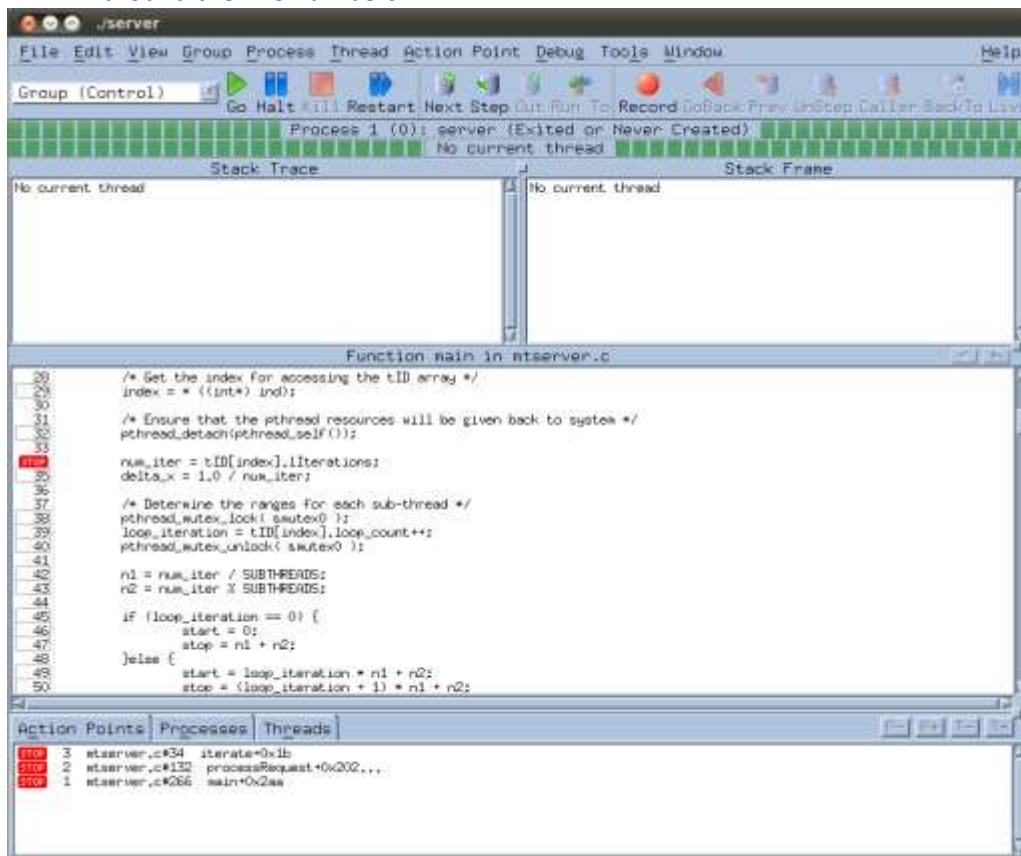 ./server
File Edit View Group Process Thread Action Point Debug Tools Window Help
Group (Control) Go Halt Kill Restart Next Step Out Run To Record GoBack Prev UnStep Caller BackTo Live
Process 1 (0): server (Exited or Never Created)
No current thread
Stack Trace Stack Frame
No current thread No current thread
Function main in mtserver.c
28 /* Get the index for accessing the tID array */
29 index = * ((int*) ind);
30
31 /* Ensure that the pthread resources will be given back to system */
32 pthread_detach(pthread_self());
33
STOP num_iter = tID[index].lIterations;
35 delta_x = 1.0 / num_iter;
36
37 /* Determine the ranges for each sub-thread */
38 pthread_mutex_lock( &mutex0 );
39 loop_iteration = tID[index].loop_count++;
40 pthread_mutex_unlock( &mutex0 );
41
42 n1 = num_iter / SUBTHREADS;
43 n2 = num_iter % SUBTHREADS;
44
45 if (loop_iteration == 0) {
46 start = 0;
47 stop = n1 + n2;
48 }else {
49 start = loop_iteration * n1 + n2;
50 stop = (loop_iteration + 1) * n1 + n2;
Action Points Processes Threads P- P+ T- T+
STOP 3 mtserver.c#34 iterate+0x1b
STOP 2 mtserver.c#132 processRequest+0x202...
STOP 1 mtserver.c#266 main+0x2aa